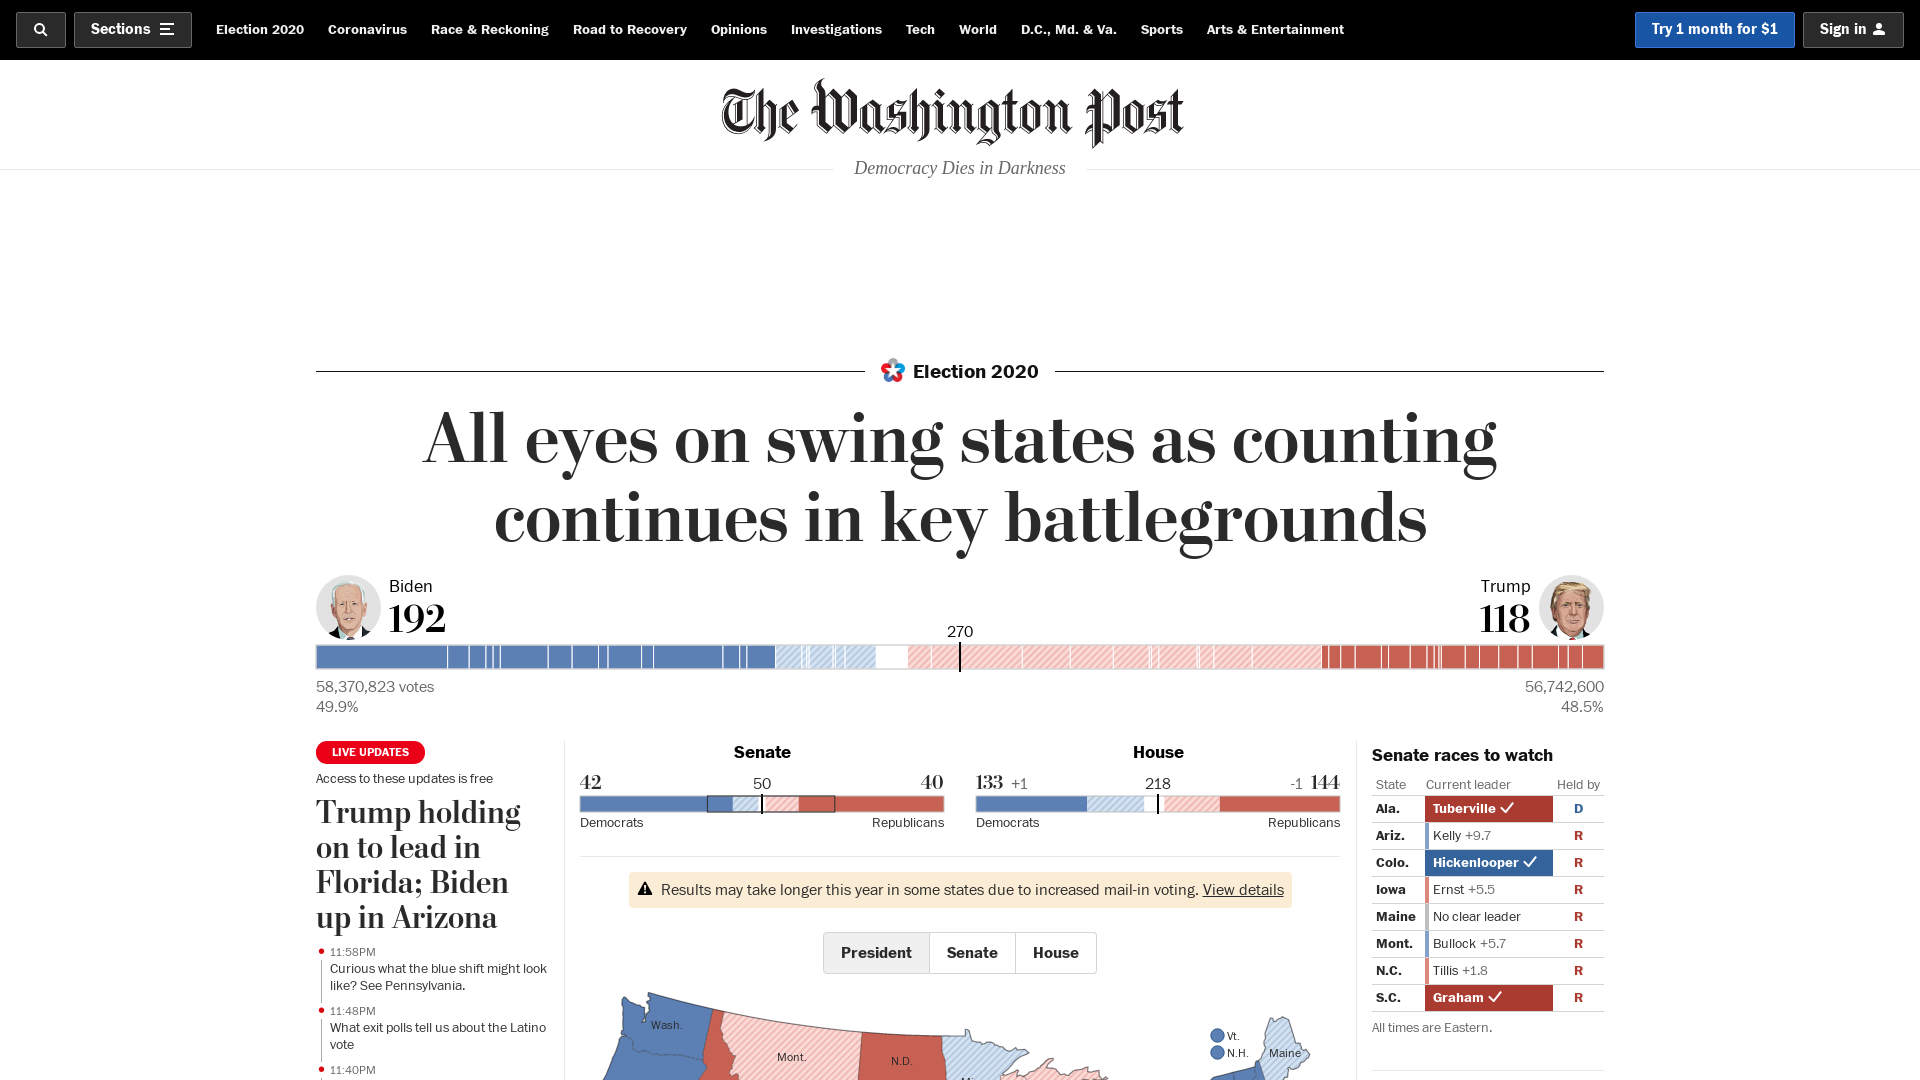 Sections
Election 2020
Coronavirus
Race & Reckoning
Road to Recovery
Opinions
Investigations
Tech
World
D.C., Md. & Va.
Sports
Arts & Entertainment
Try 1 month for $1
Sign in
The Washington Post
Democracy Dies in Darkness
Election 2020
All eyes on swing states as counting
continues in key battlegrounds
Biden
192
Trump
118
270
58,370,823 votes
49.9%
56,742,600
48.5%
LIVE UPDATES
Access to these updates is free
Trump holding
on to lead in
Florida; Biden
up in Arizona
11:58PM
Curious what the blue shift might look
like? See Pennsylvania.
11:48PM
What exit polls tell us about the Latino
vote
11:40PM
Senate
42
50
40
Democrats
Republicans
House
133 +1
218
-1 144
Democrats
Republicans
Results may take longer this year in some states due to increased mail-in voting. View details
President
Senate
House
Wash.
Mont.
N.D.
Vt.
N.H.
Maine
Senate races to watch
State Current leader Held by
Ala. Tuberville D
Ariz. Kelly +9.7 R
Colo. Hickenlooper R
Iowa Ernst +5.5 R
Maine No clear leader R
Mont. Bullock +5.7 R
N.C. Tillis +1.8 R
S.C. Graham R
All times are Eastern.